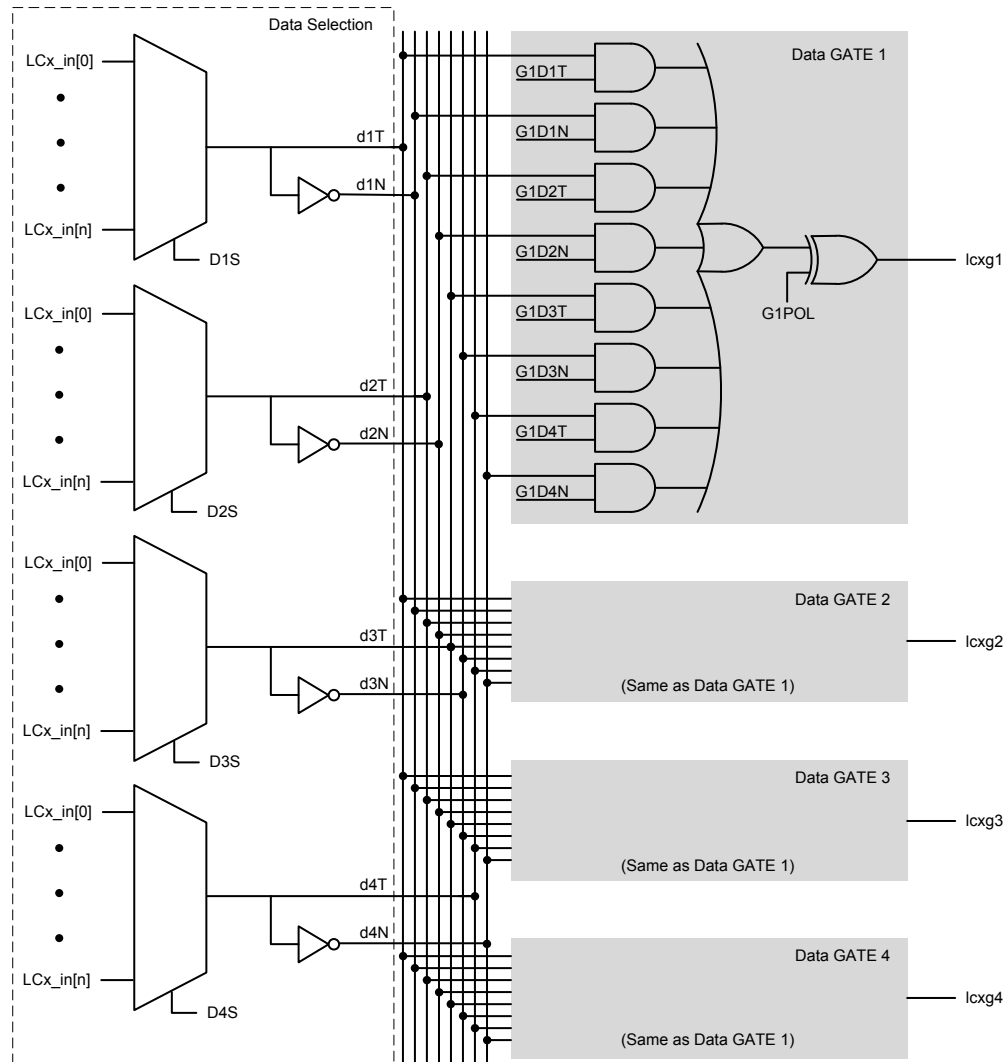 Data Selection
LCx_in[0]
LCx_in[n]
D1S
d1T
d1N
LCx_in[0]
LCx_in[n]
D2S
d2T
d2N
LCx_in[0]
LCx_in[n]
D3S
d3T
d3N
LCx_in[0]
LCx_in[n]
D4S
d4T
d4N
Data GATE 1
G1D1T
G1D1N
G1D2T
G1D2N
G1D3T
G1D3N
G1D4T
G1D4N
G1POL
lcxg1
Data GATE 2
(Same as Data GATE 1)
lcxg2
Data GATE 3
(Same as Data GATE 1)
lcxg3
Data GATE 4
(Same as Data GATE 1)
lcxg4